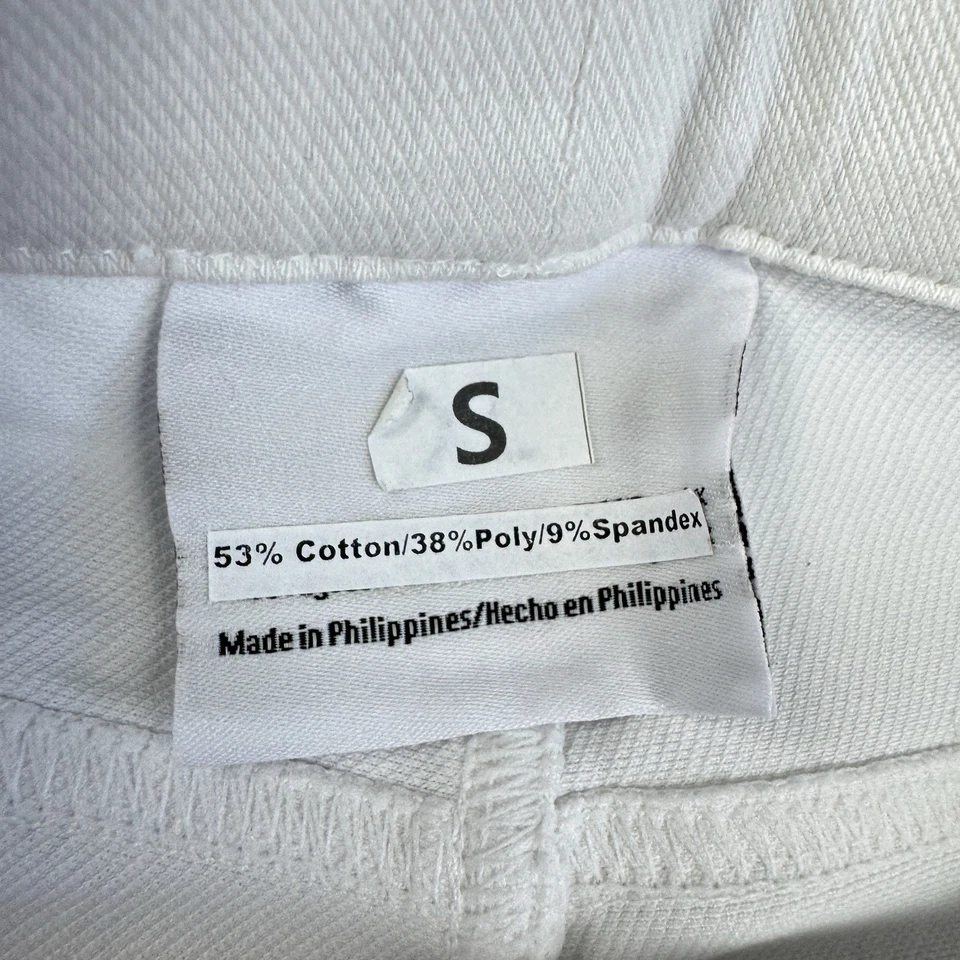 S
53% Cotton/38%Poly/9%Spandex
Made in Philippines/Hecho en Philippines